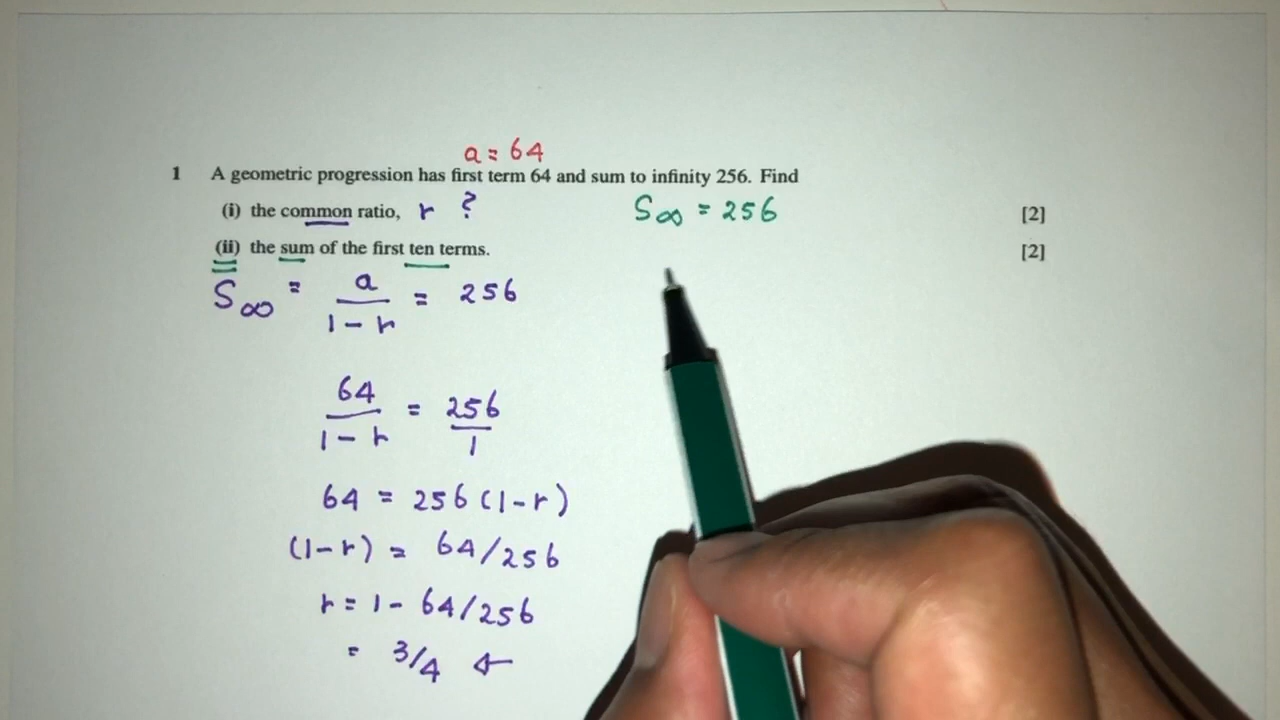 a = 64
1 A geometric progression has first term 64 and sum to infinity 256. Find
(i) the common ratio, r ? S∞ = 256 [2]
(ii) the sum of the first ten terms. [2]
S∞ = a/1-r = 256
64/1-r = 256/1
64 = 256(1-r)
(1-r) = 64/256
r = 1 - 64/256
= 3/4 ←